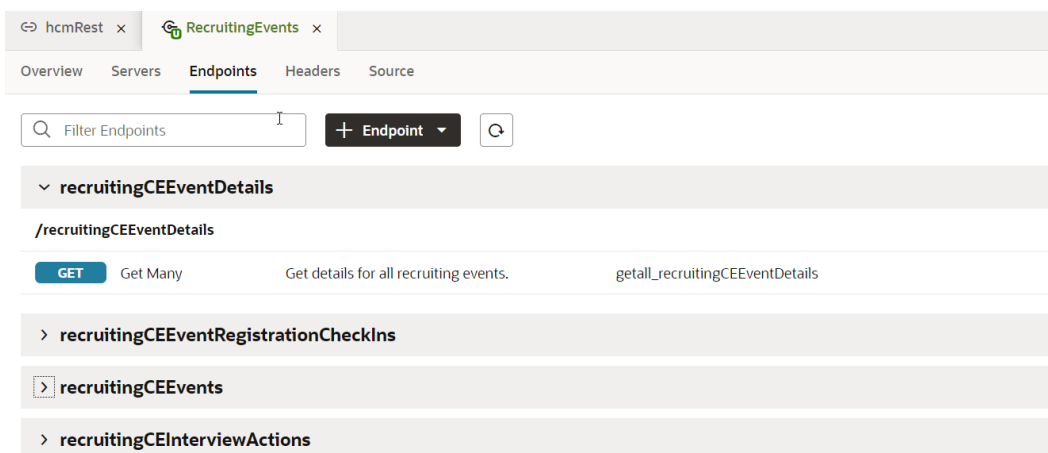 hcmRest x RecruitingEvents x
Overview Servers Endpoints Headers Source
Filter Endpoints + Endpoint
recruitingCEEventDetails
/recruitingCEEventDetails
GET Get Many Get details for all recruiting events. getall_recruitingCEEventDetails
recruitingCEEventRegistrationCheckIns
recruitingCEEvents
recruitingCEInterviewActions